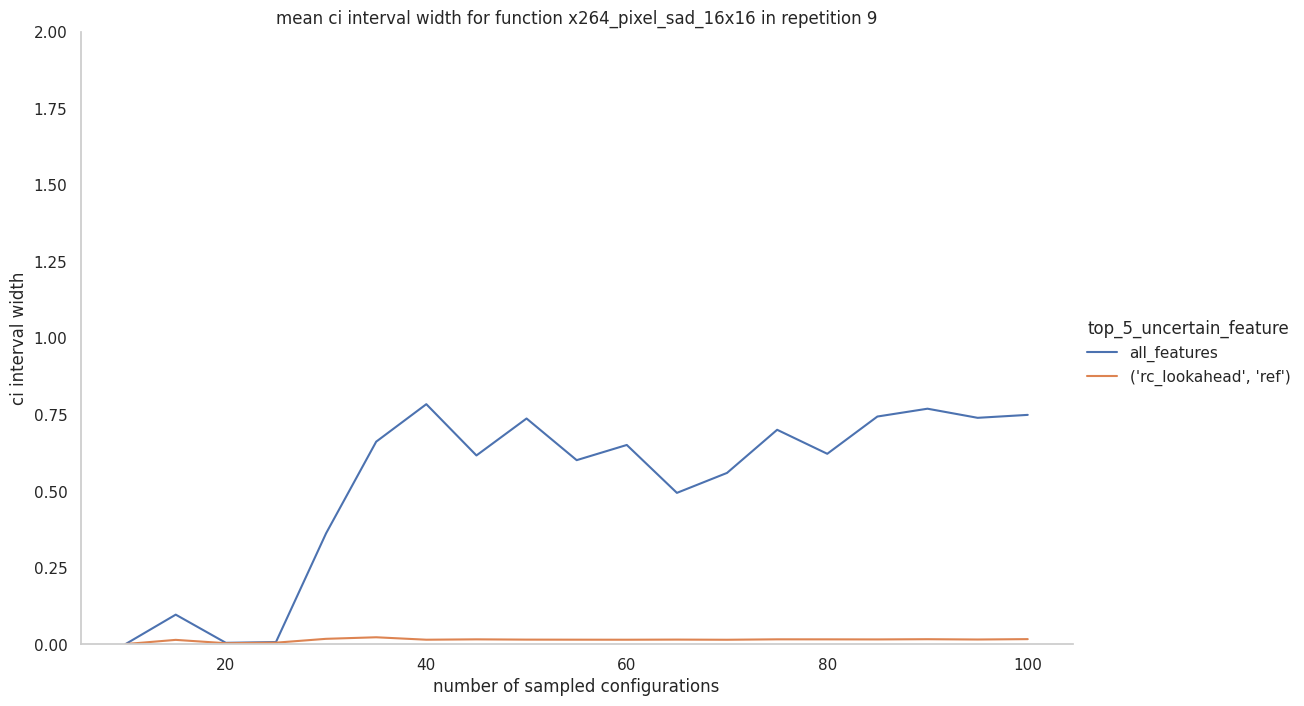 mean ci interval width for function x264_pixel_sad_16x16 in repetition 9
2.00
1.75
1.50
1.25
1.00
0.75
0.50
0.25
0.00
ci interval width
20
40
60
80
100
number of sampled configurations
top_5_uncertain_feature
all_features
('rc_lookahead', 'ref')